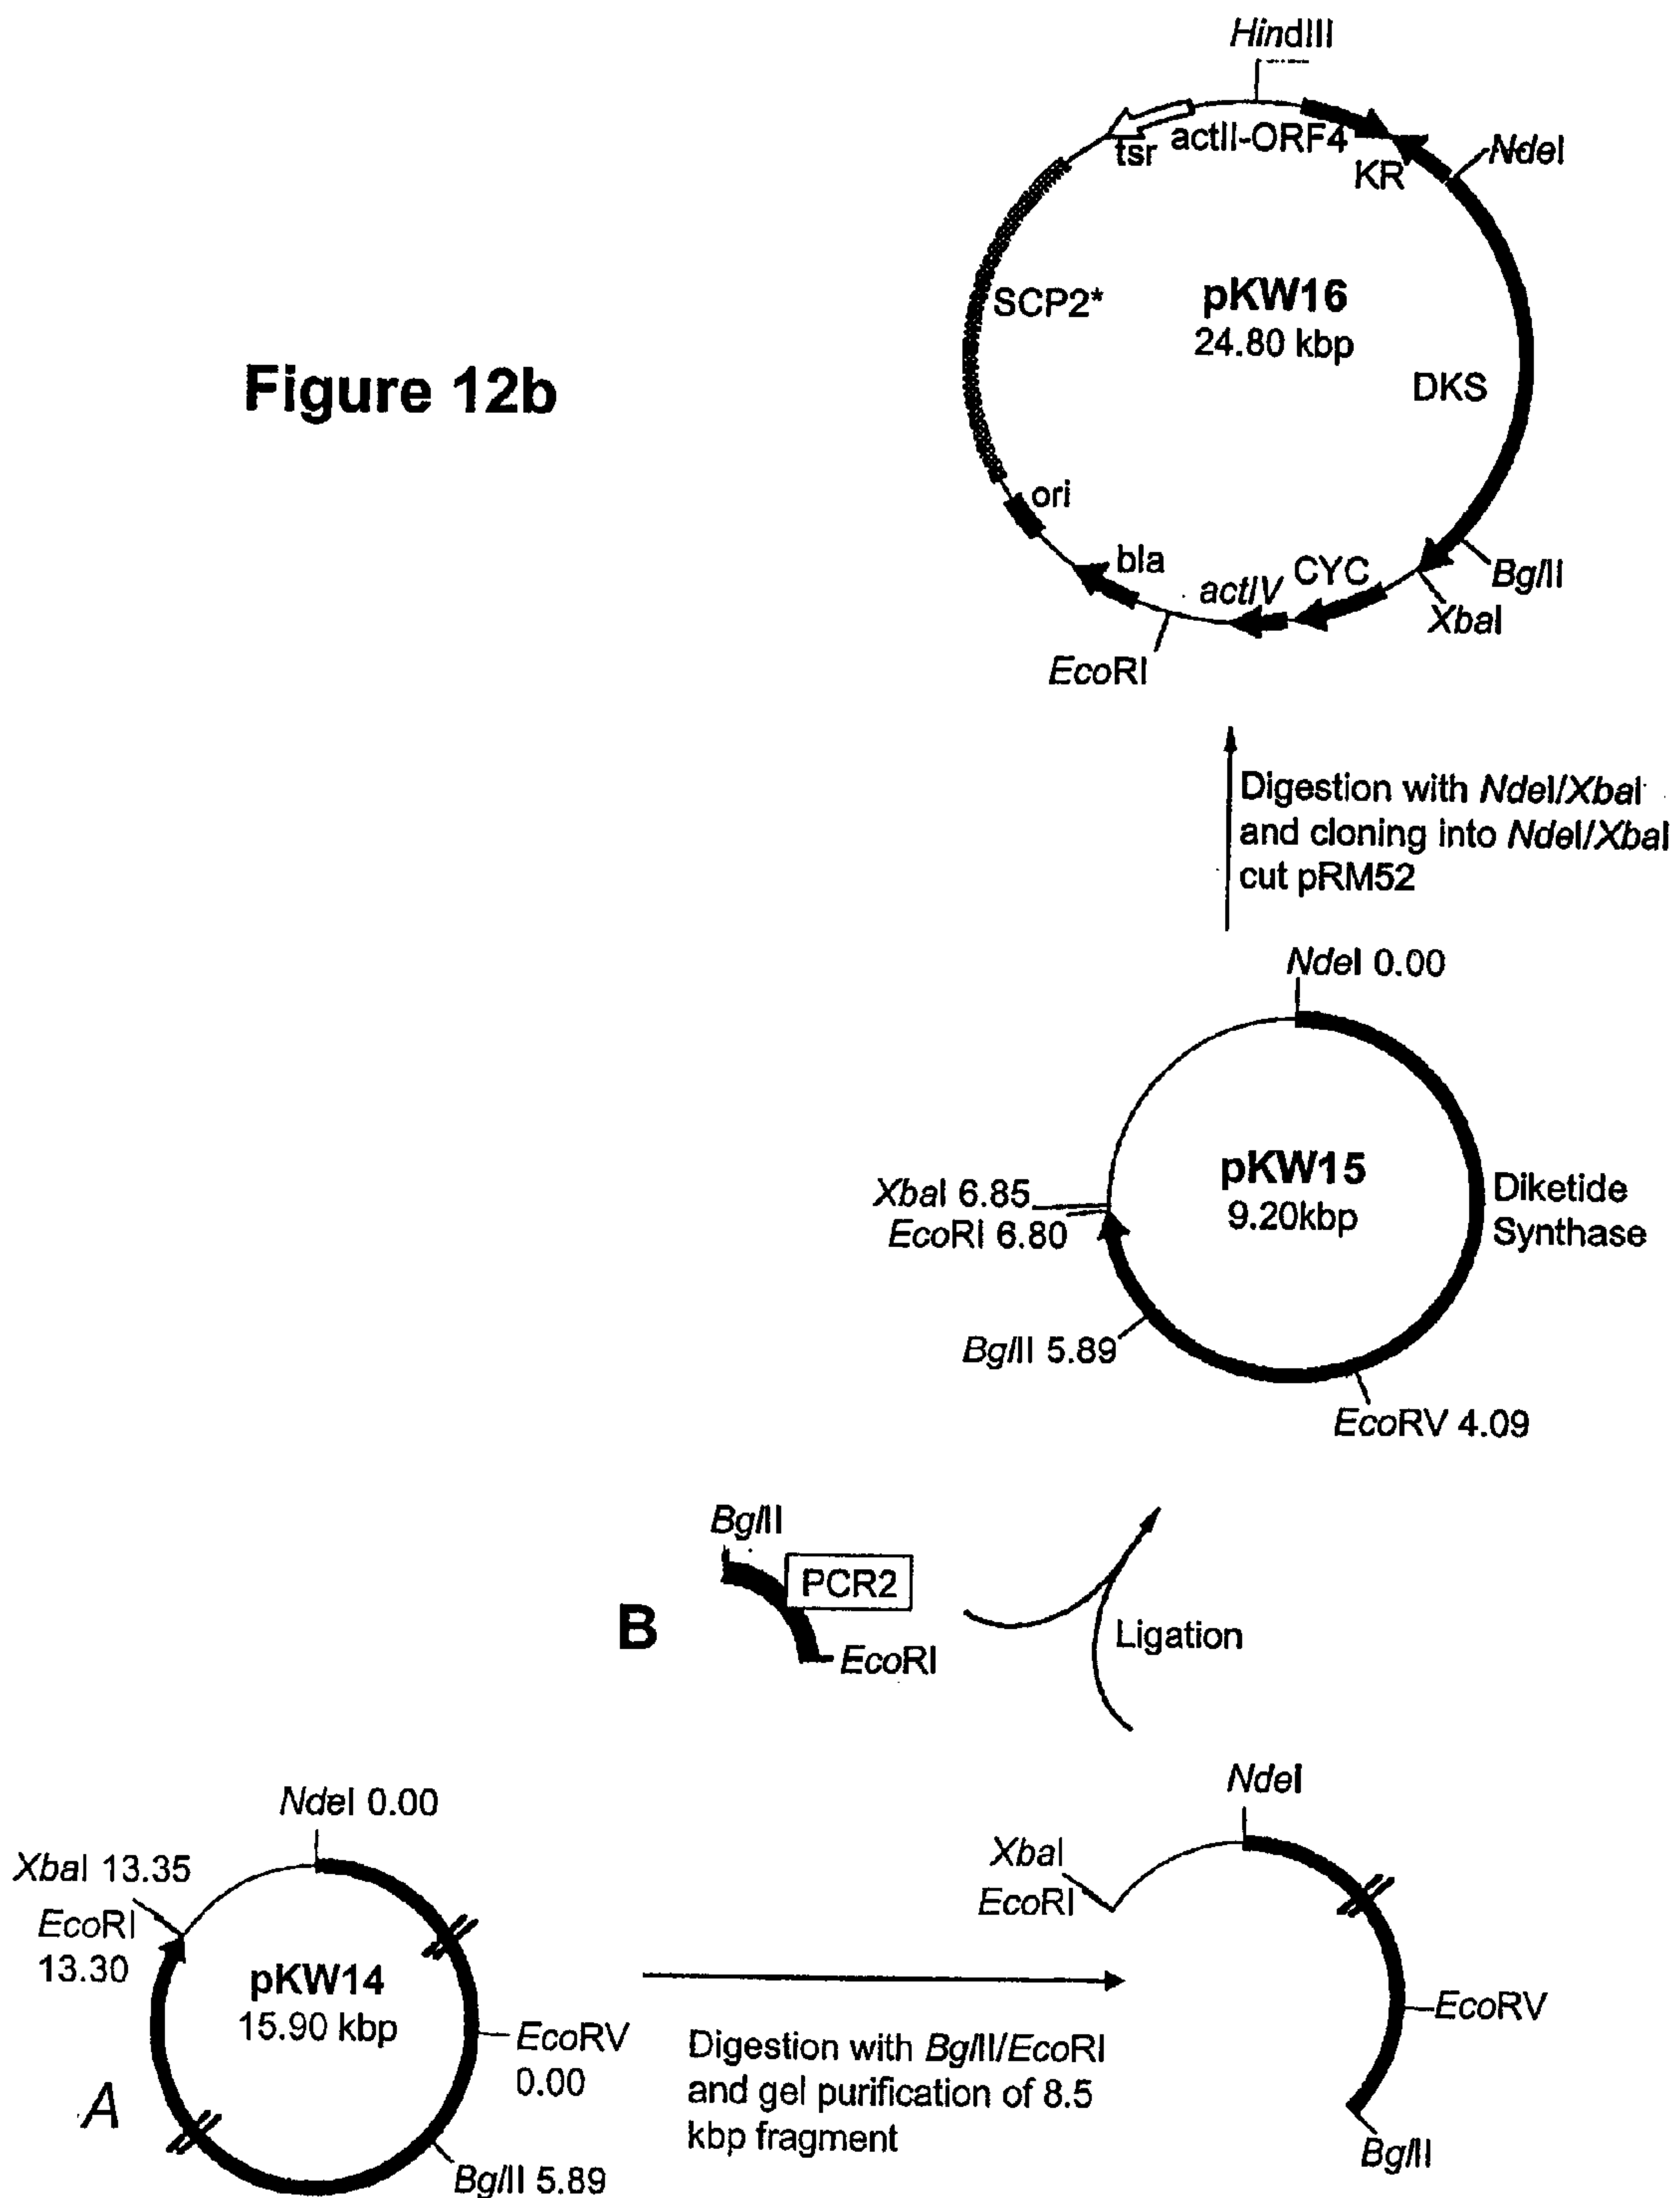 HindIII
tsr
actII-ORF4
KR
NdeI
SCP2*
pKW16
24.80 kbp
DKS
Figure 12b
ori
bla
actIV
CYC
BglII
XbaI
EcoRI
Digestion with NdeI/XbaI
and cloning into NdeI/XbaI
cut pRM52
NdeI 0.00
pKW15
9.20kbp
Diketide
Synthase
XbaI 6.85
EcoRI 6.80
BglII 5.89
EcoRV 4.09
BglII
PCR2
B
EcoRI
Ligation
NdeI 0.00
XbaI 13.35
EcoRI
13.30
pKW14
15.90 kbp
EcoRV
0.00
A
BglII 5.89
Digestion with BglII/EcoRI
and gel purification of 8.5
kbp fragment
NdeI
XbaI
EcoRI
EcoRV
BglII